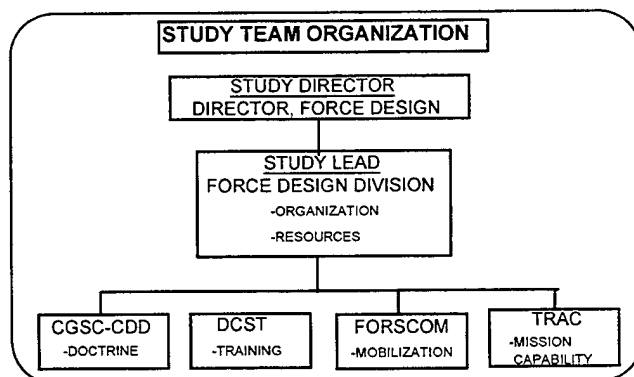 STUDY TEAM ORGANIZATION
STUDY DIRECTOR
DIRECTOR, FORCE DESIGN
STUDY LEAD
FORCE DESIGN DIVISION
-ORGANIZATION
-RESOURCES
CGSC-CDD
-DOCTRINE
DCST
-TRAINING
FORSCOM
-MOBILIZATION
TRAC
-MISSION
CAPABILITY